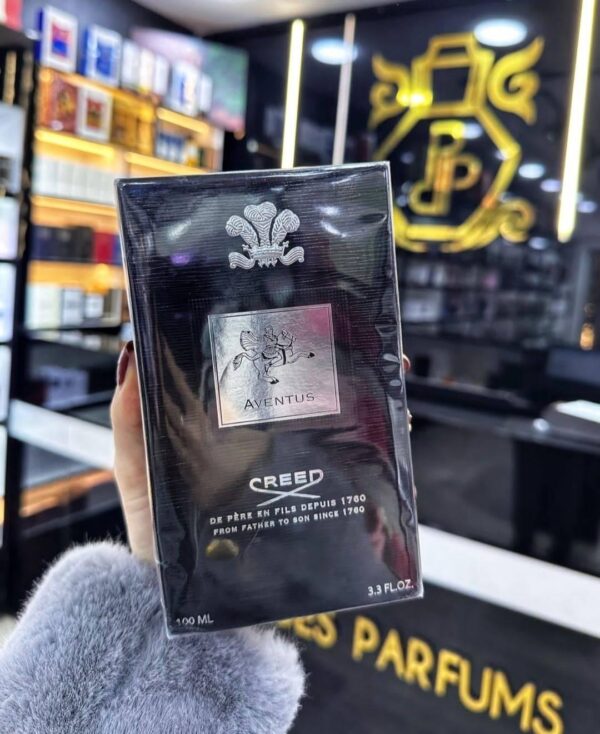 AVENTUS
CREED
DE PÈRE EN FILS DEPUIS 1760
FROM FATHER TO SON SINCE 1760
3.3 FL.OZ.
100 ML
PARFUMS